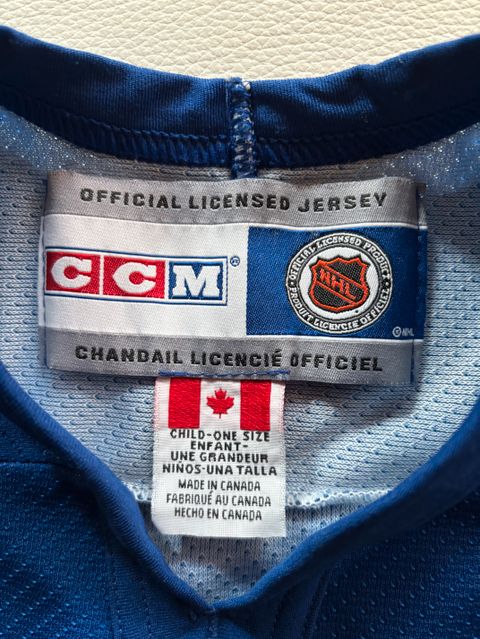 OFFICIAL LICENSED JERSEY
CCM®
OFFICIAL LICENSED PRODUCT
NHL
PRODUIT LICENCIE OFFICIEL
©NHL
CHANDAIL LICENCIÉ OFFICIEL
CHILD-ONE SIZE
ENFANT-
UNE GRANDEUR
NIÑOS-UNA TALLA
MADE IN CANADA
FABRIQUÉ AU CANADA
HECHO EN CANADA